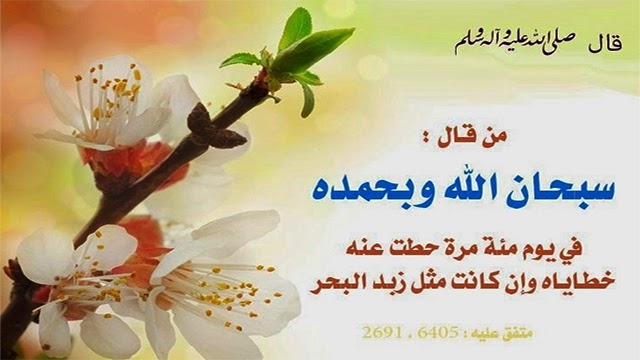 قال صلى الله عليه وآله وسلم
من قال :
سبحان الله وبحمده
في يوم مئة مرة حطت عنه
خطاياه وإن كانت مثل زبد البحر
متفق عليه : 6405 ، 2691